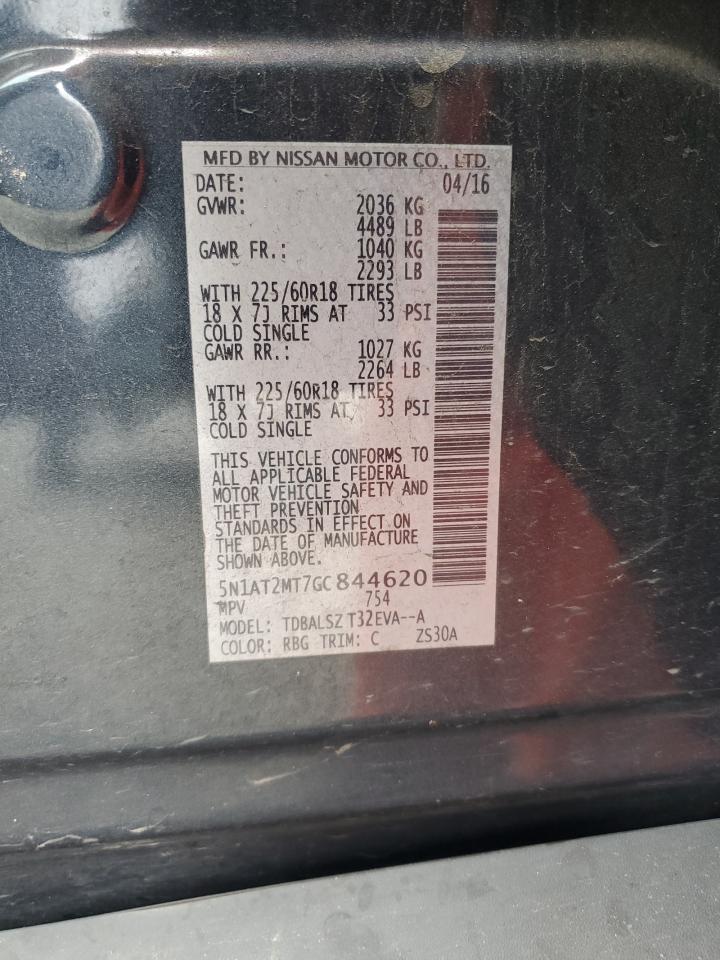 MFD BY NISSAN MOTOR CO., LTD.
DATE: 04/16
GVWR: 2036 KG
4489 LB
GAWR FR.: 1040 KG
2293 LB
WITH 225/60R18 TIRES
18 X 7J RIMS AT 33 PSI
COLD SINGLE
GAWR RR.: 1027 KG
2264 LB
WITH 225/60R18 TIRES
18 X 7J RIMS AT 33 PSI
COLD SINGLE
THIS VEHICLE CONFORMS TO
ALL APPLICABLE FEDERAL
MOTOR VEHICLE SAFETY AND
THEFT PREVENTION
STANDARDS IN EFFECT ON
THE DATE OF MANUFACTURE
SHOWN ABOVE.
5N1AT2MT7GC844620
MPV 754
MODEL: TDBALSZ T32EVA--A
COLOR: RBG TRIM: C ZS30A